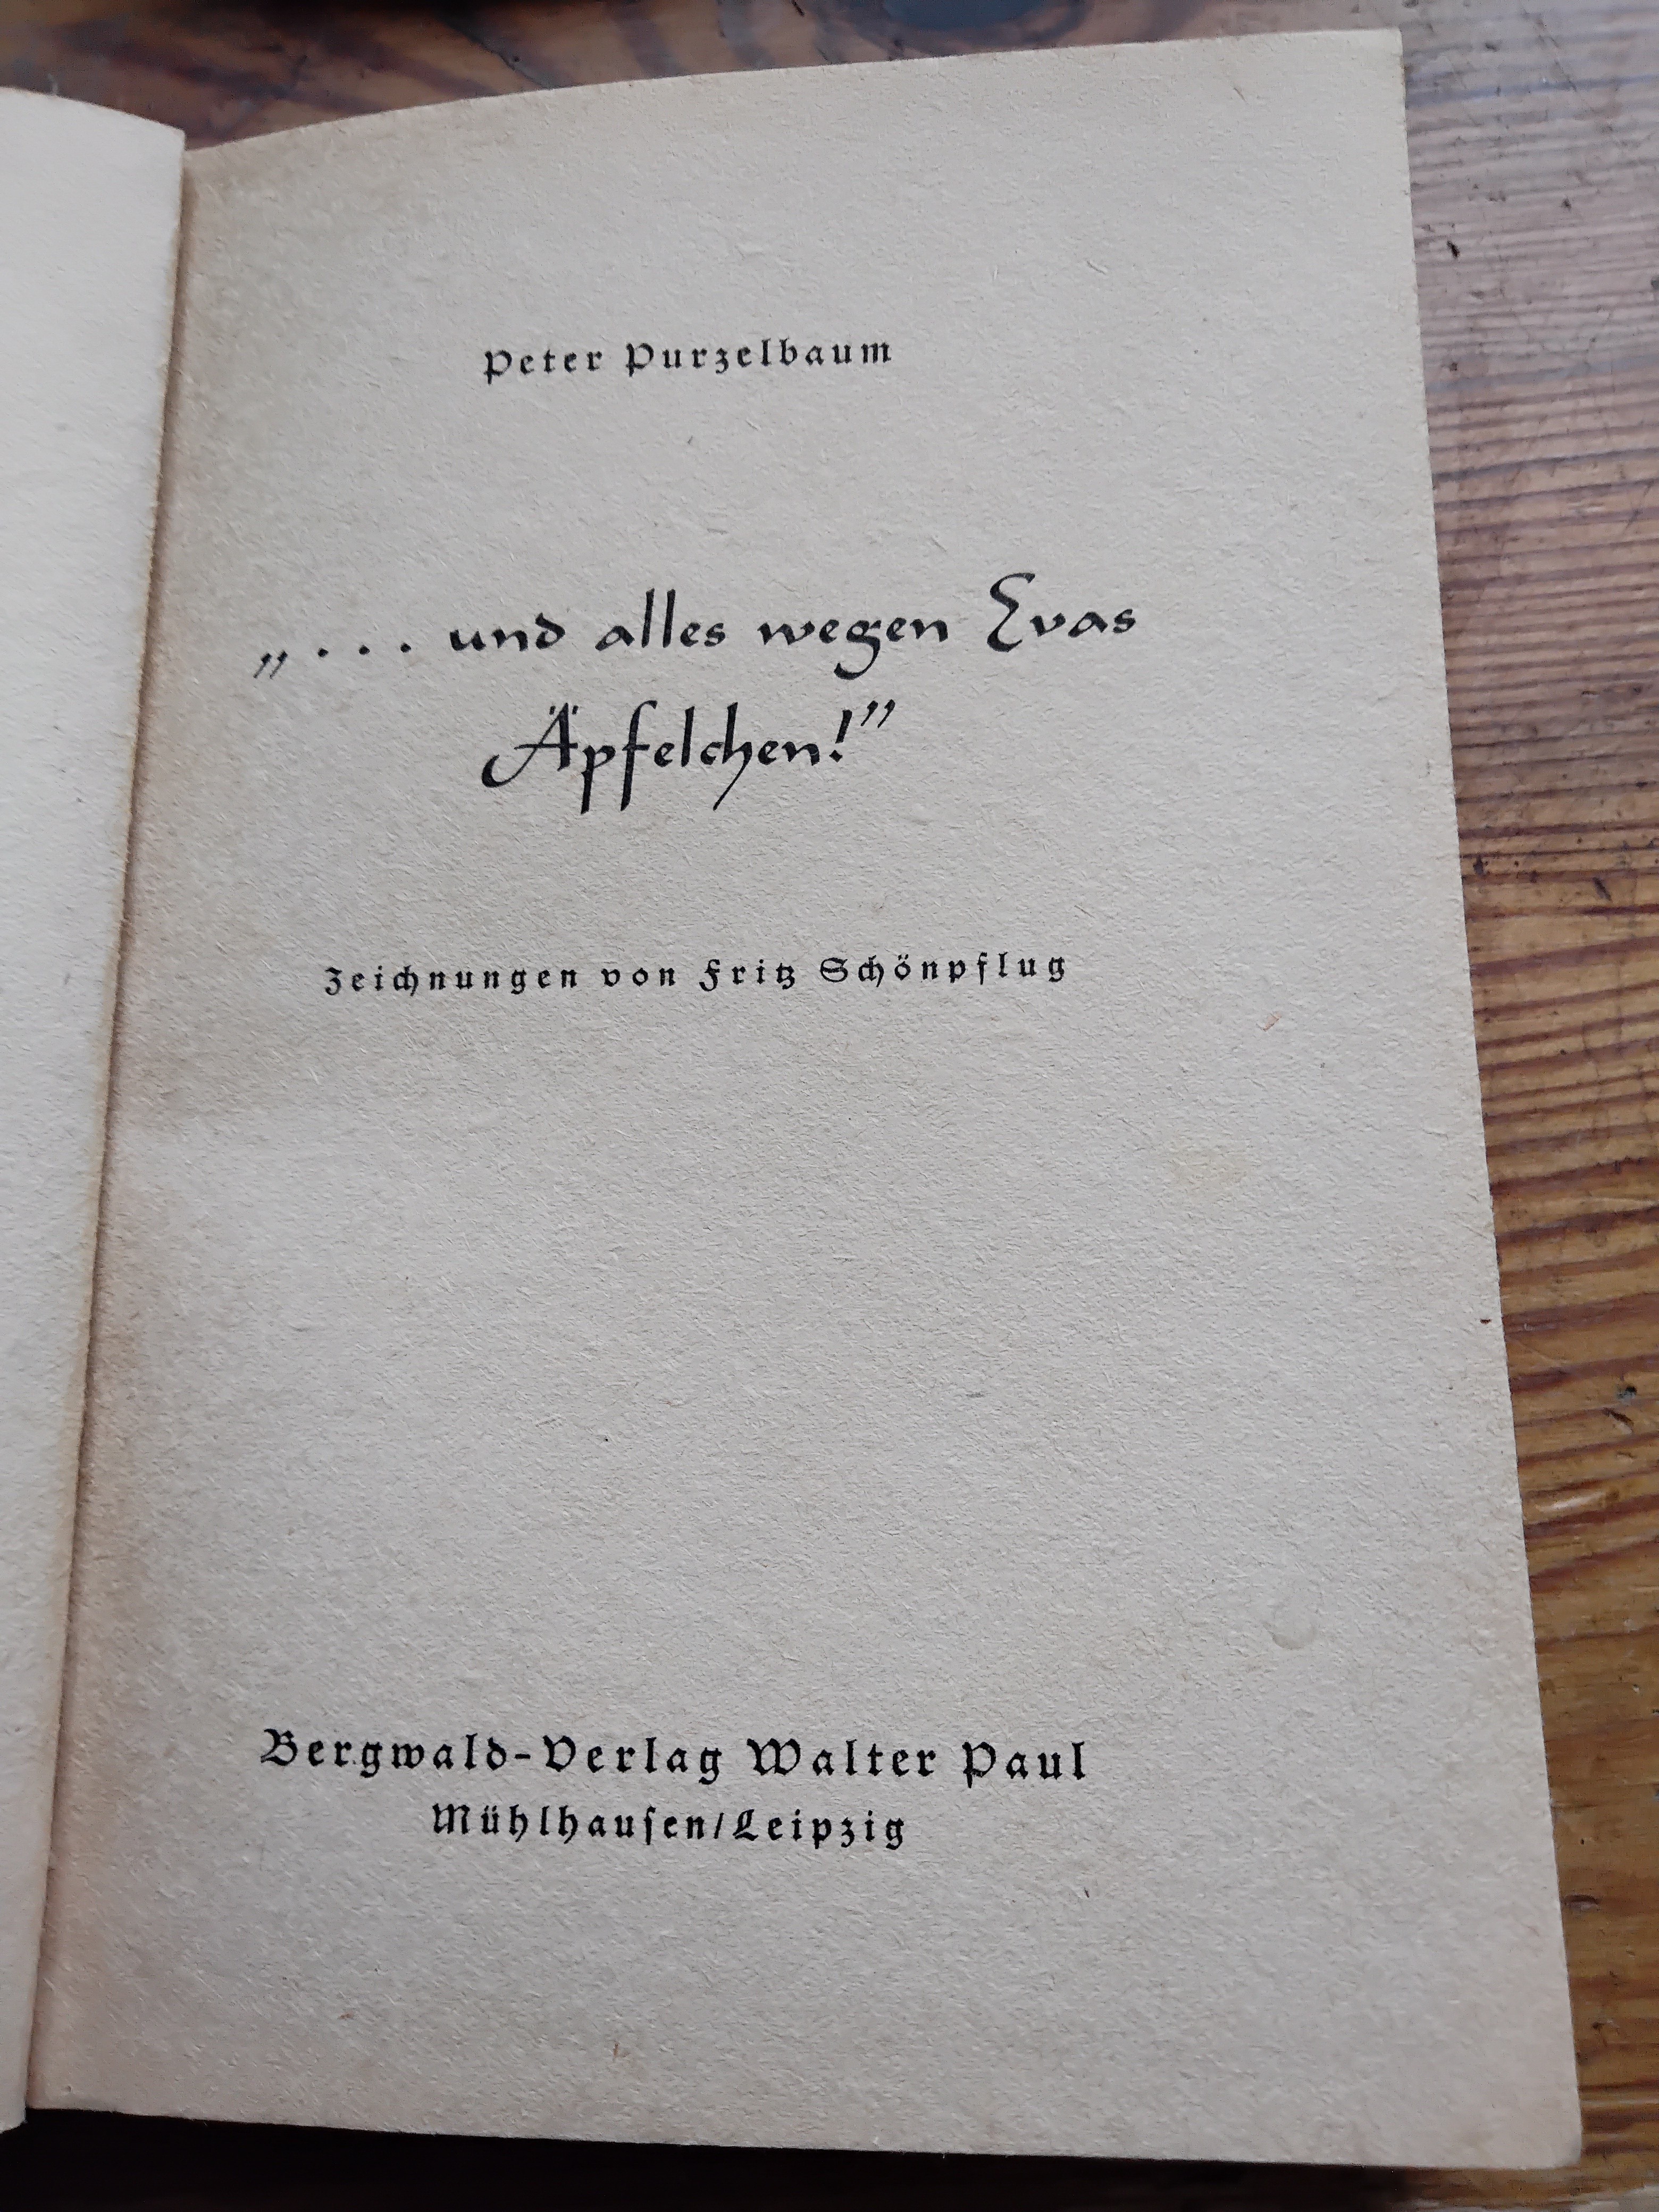 Peter Purzelbaum
„... und alles wegen Evas
Äpfelchen!”
Zeichnungen von Fritz Schönpflug
Bergwald-Verlag Walter Paul
Mühlhauſen/Leipzig